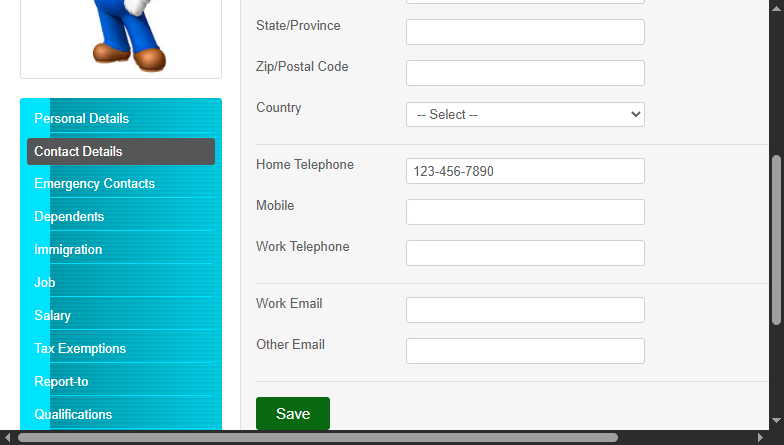 State/Province
Zip/Postal Code
Country
-- Select --
Home Telephone
123-456-7890
Mobile
Work Telephone
Work Email
Other Email
Save
Personal Details
Contact Details
Emergency Contacts
Dependents
Immigration
Job
Salary
Tax Exemptions
Report-to
Qualifications